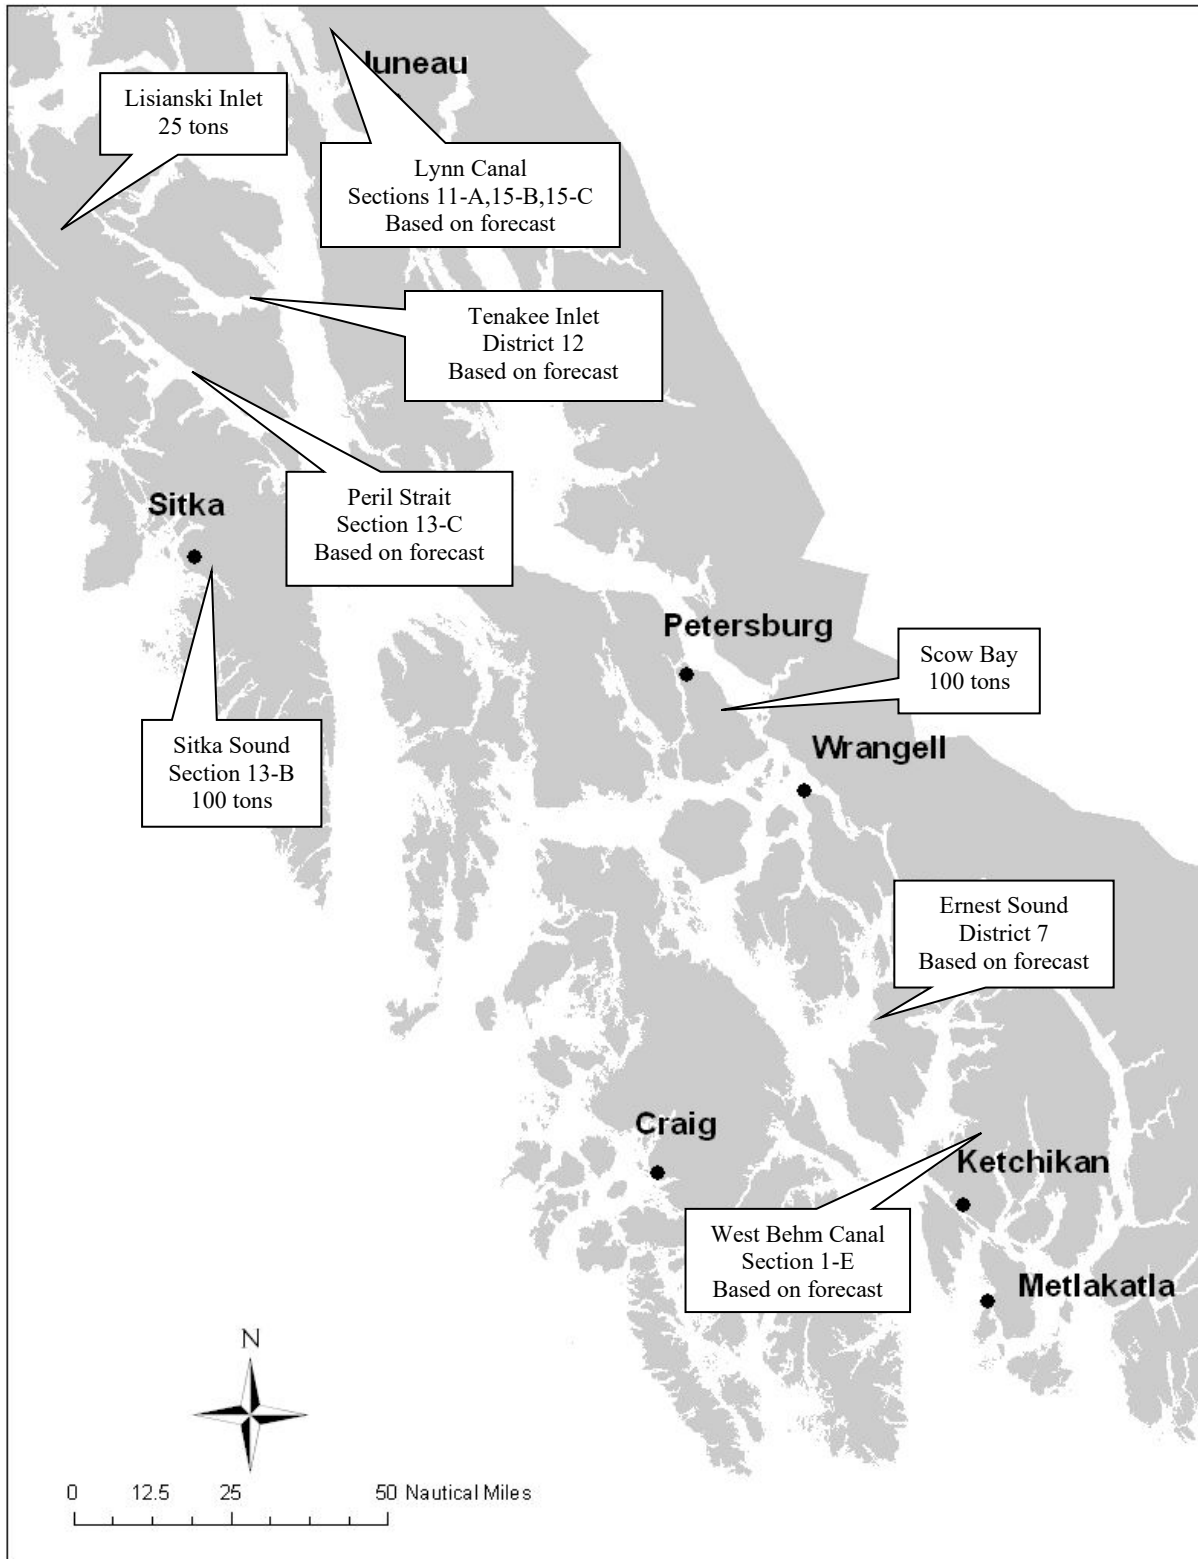 Juneau
Lisianski Inlet
25 tons
Lynn Canal
Sections 11-A,15-B,15-C
Based on forecast
Tenakee Inlet
District 12
Based on forecast
Peril Strait
Section 13-C
Based on forecast
Sitka
Petersburg
Scow Bay
100 tons
Sitka Sound
Section 13-B
100 tons
Wrangell
Ernest Sound
District 7
Based on forecast
Craig
Ketchikan
West Behm Canal
Section 1-E
Based on forecast
Metlakatla
N
0 12.5 25 50 Nautical Miles